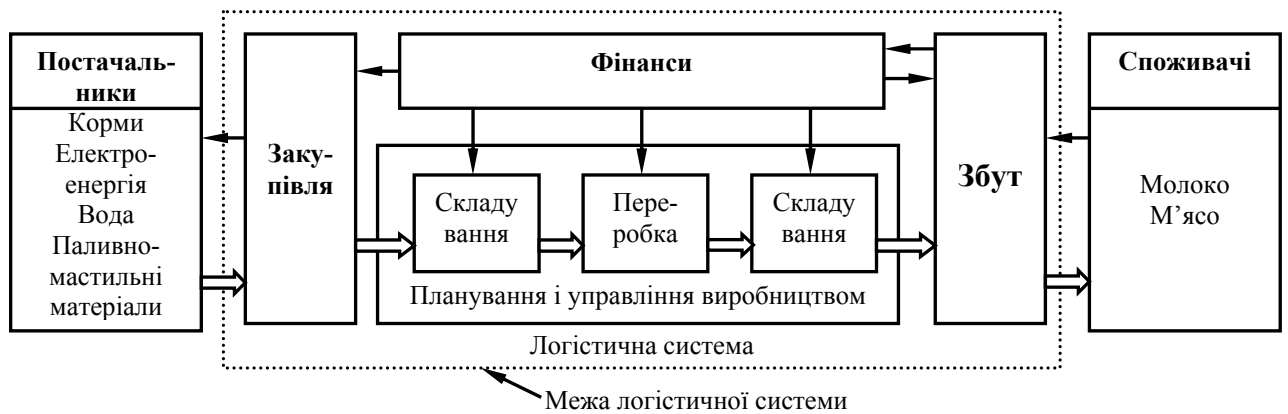 Постачаль-
ники
Корми
Електро-
енергія
Вода
Паливно-
мастильні
матеріали
Заку-
півля
Фінанси
Складу
вання
Пере-
робка
Складу
вання
Планування і управління виробництвом
Логістична система
Збут
Споживачі
Молоко
М’ясо
Межа логістичної системи